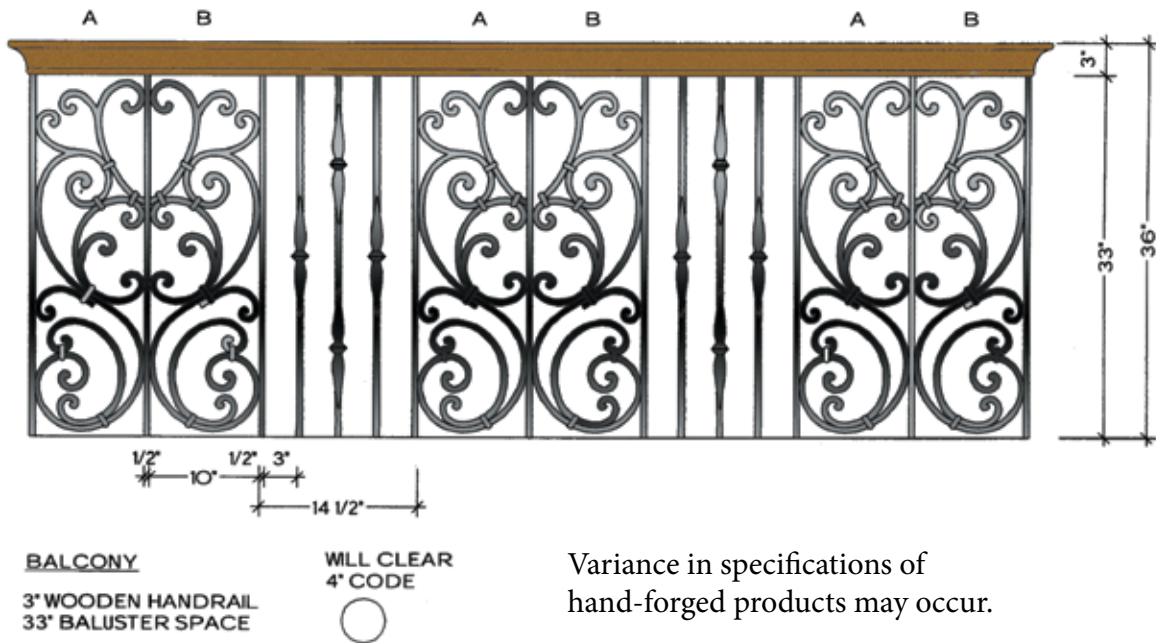 A B A B A B
3"
33"
36"
1/2" 1/2" 3"
10"
14 1/2"
BALCONY
3" WOODEN HANDRAIL
33" BALUSTER SPACE
WILL CLEAR
4" CODE
Variance in specifications of
hand-forged products may occur.